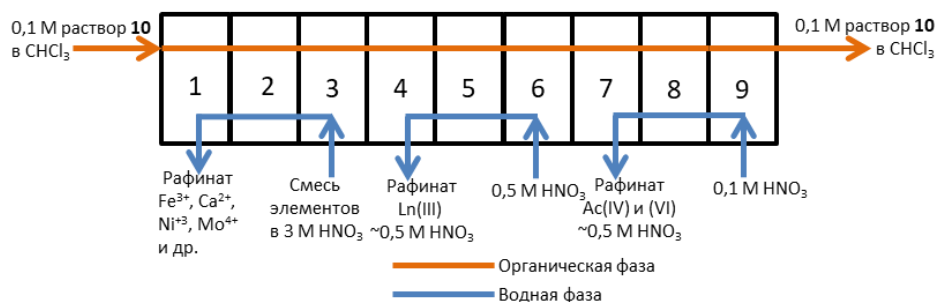 0,1 М раствор 10
в CHCl₃
0,1 М раствор 10
в CHCl₃
1 2 3 4 5 6 7 8 9
Рафинат
Fe³⁺, Ca²⁺,
Ni⁺³, Mo⁴⁺
и др.
Смесь
элементов
в 3 М HNO₃
Рафинат
Ln(III)
~0,5 М HNO₃
0,5 М HNO₃
Рафинат
Ac(IV) и (VI)
~0,5 М HNO₃
0,1 М HNO₃
Органическая фаза
Водная фаза